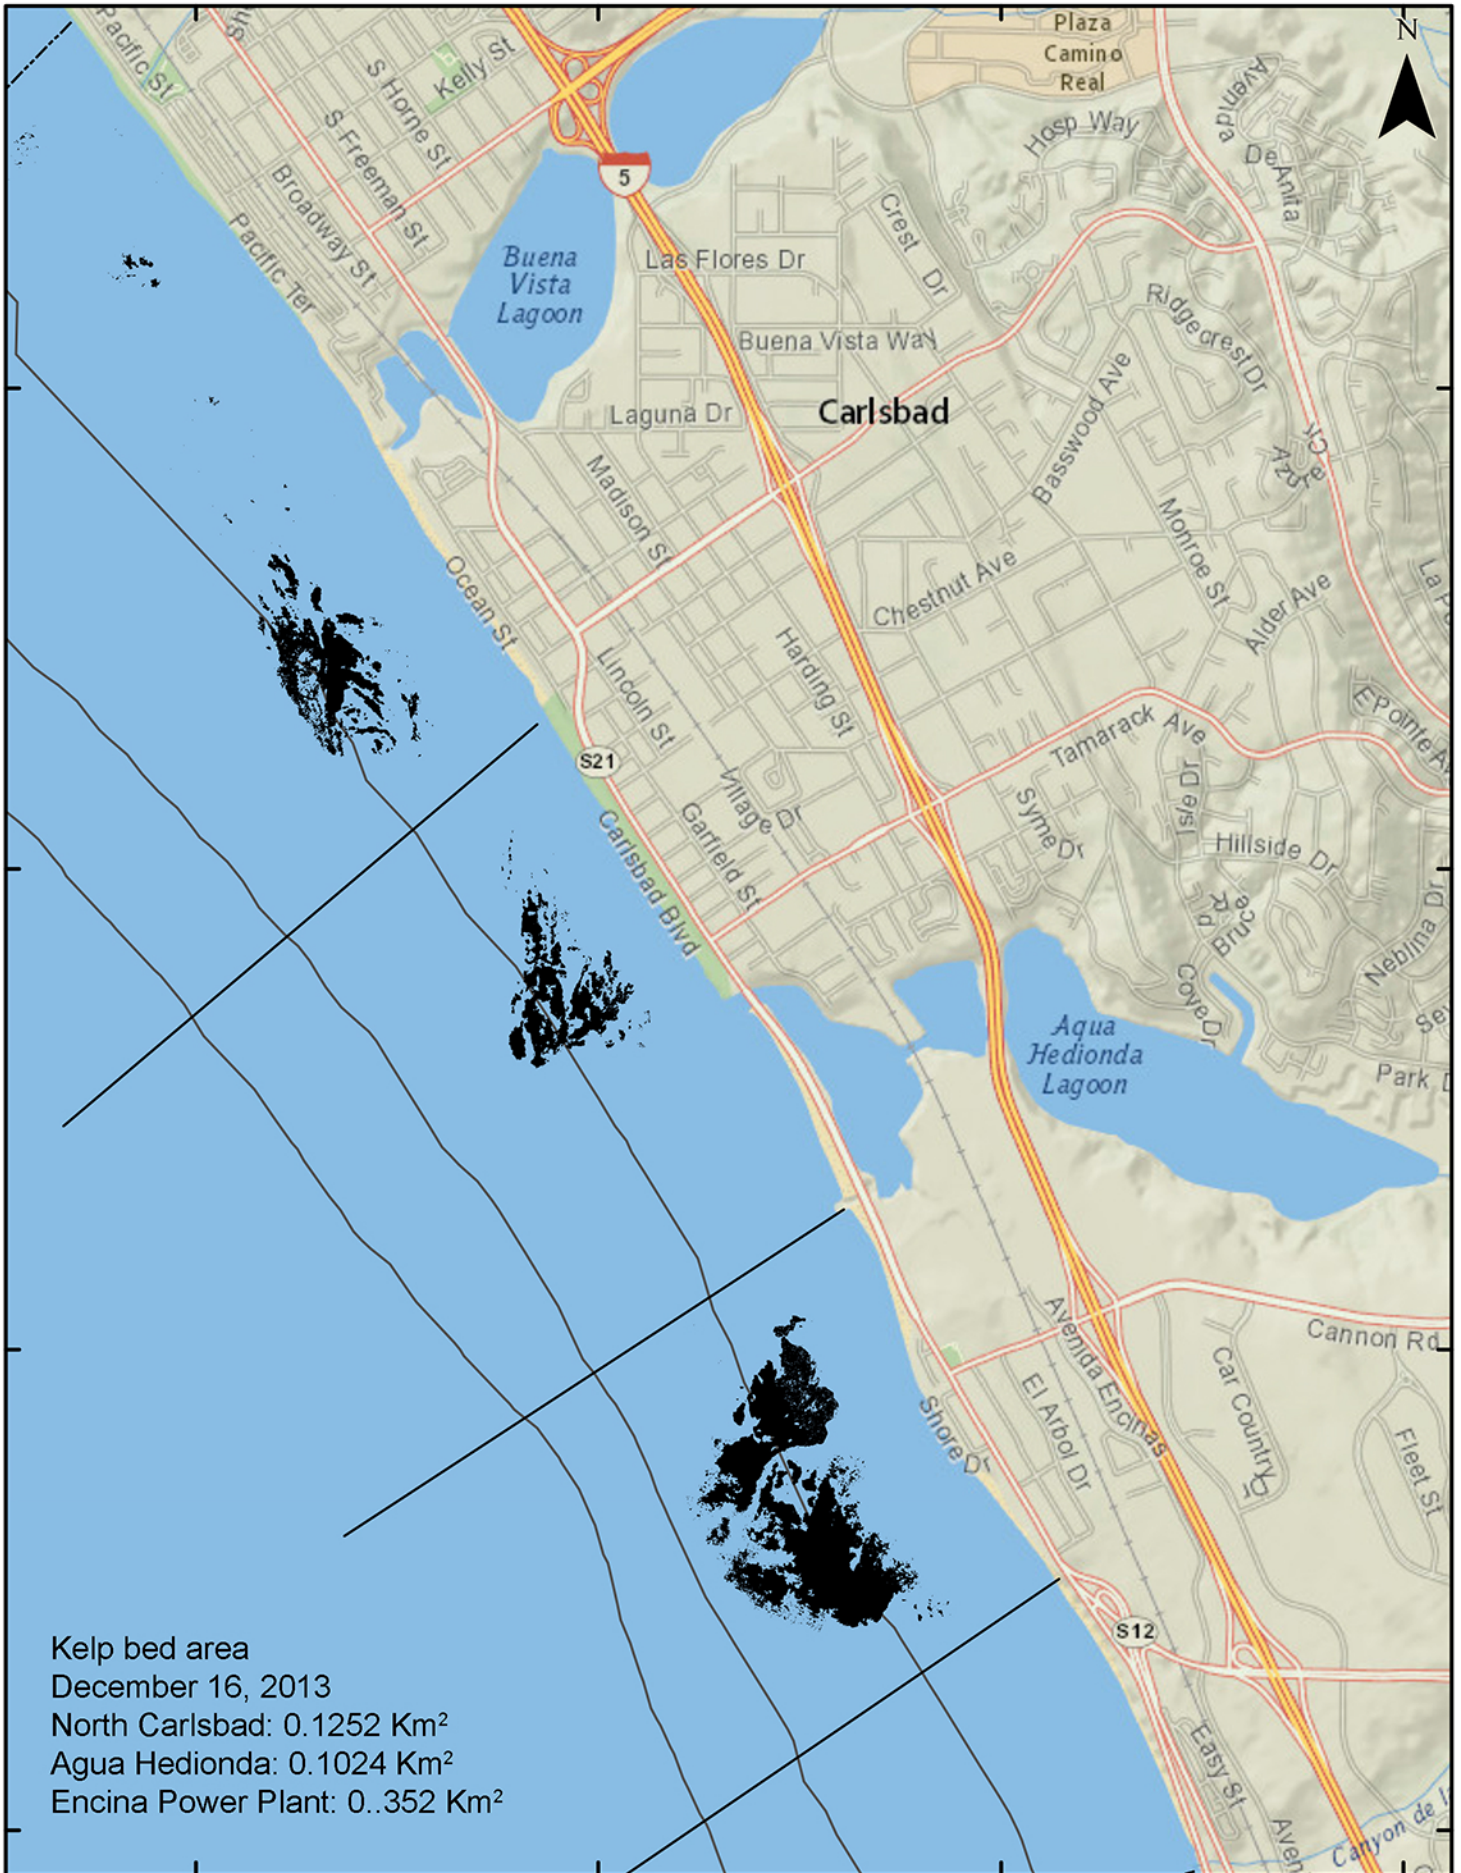 N
Plaza
Camino
Real
Pacific St
Kelly St
S Horne St
S Freeman St
Broadway St
Pacific Ter
5
Hosp Way
Avenida
De Anita
Crest Dr
Buena
Vista
Lagoon
Las Flores Dr
Buena Vista Way
Ridgecrest Dr
Laguna Dr
Carlsbad
Basswood Ave
Azure
Madison St
Monroe St
Ocean St
Chestnut Ave
Alder Ave
Harding St
Lincoln St
S21
Tamarack Ave
E Pointe
Isle Dr
Village Dr
Garfield St
Syme Dr
Hillside Dr
Carlsbad Blvd
Bruce
Rd
Neblina Dr
Cove Dr
Aqua
Hedionda
Lagoon
Park
Cannon Rd
Avenida Encinas
Car Country
El Arbol Dr
Shore Dr
Fleet St
S12
Easy St
Canyon de
Kelp bed area
December 16, 2013
North Carlsbad: 0.1252 Km²
Agua Hedionda: 0.1024 Km²
Encina Power Plant: 0..352 Km²